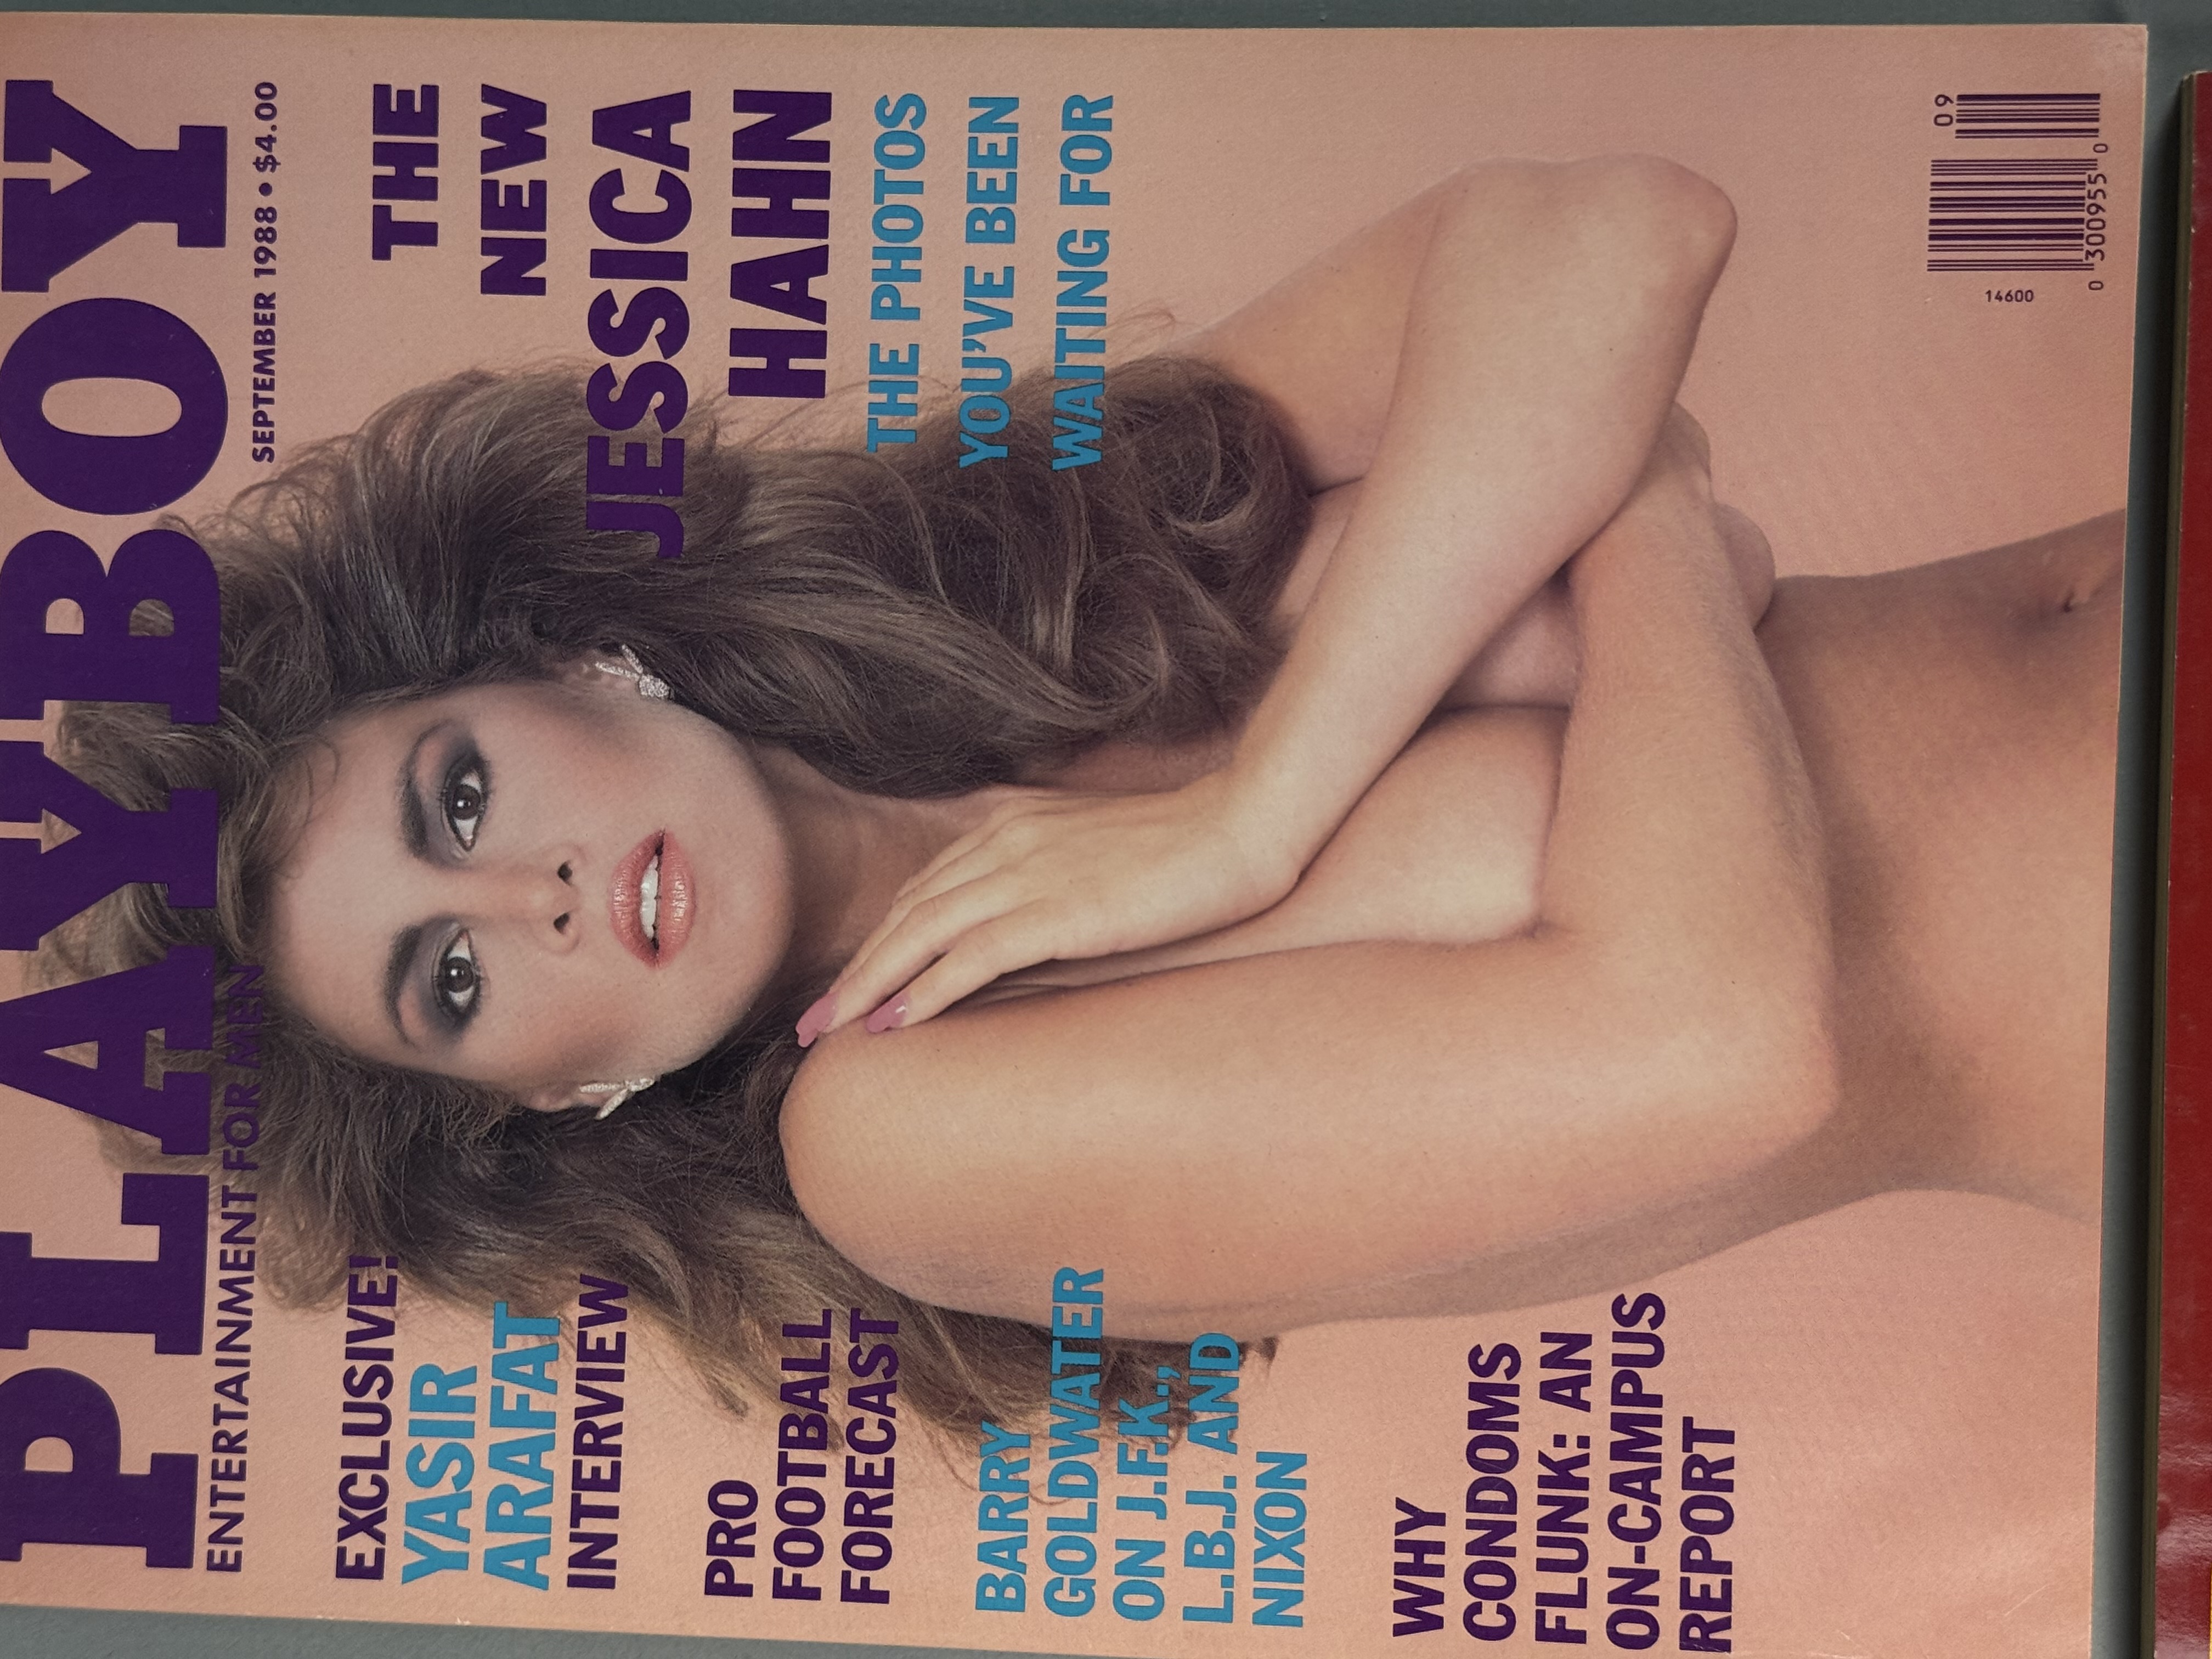 PLAYBOY
ENTERTAINMENT FOR MEN
SEPTEMBER 1988 • $4.00
EXCLUSIVE!
YASIR
ARAFAT
INTERVIEW
PRO
FOOTBALL
FORECAST
BARRY
GOLDWATER
ON J.F.K.,
L.B.J. AND
NIXON
WHY
CONDOMS
FLUNK: AN
ON-CAMPUS
REPORT
THE
NEW
JESSICA
HAHN
THE PHOTOS
YOU'VE BEEN
WAITING FOR
14600
09
0 300955 0